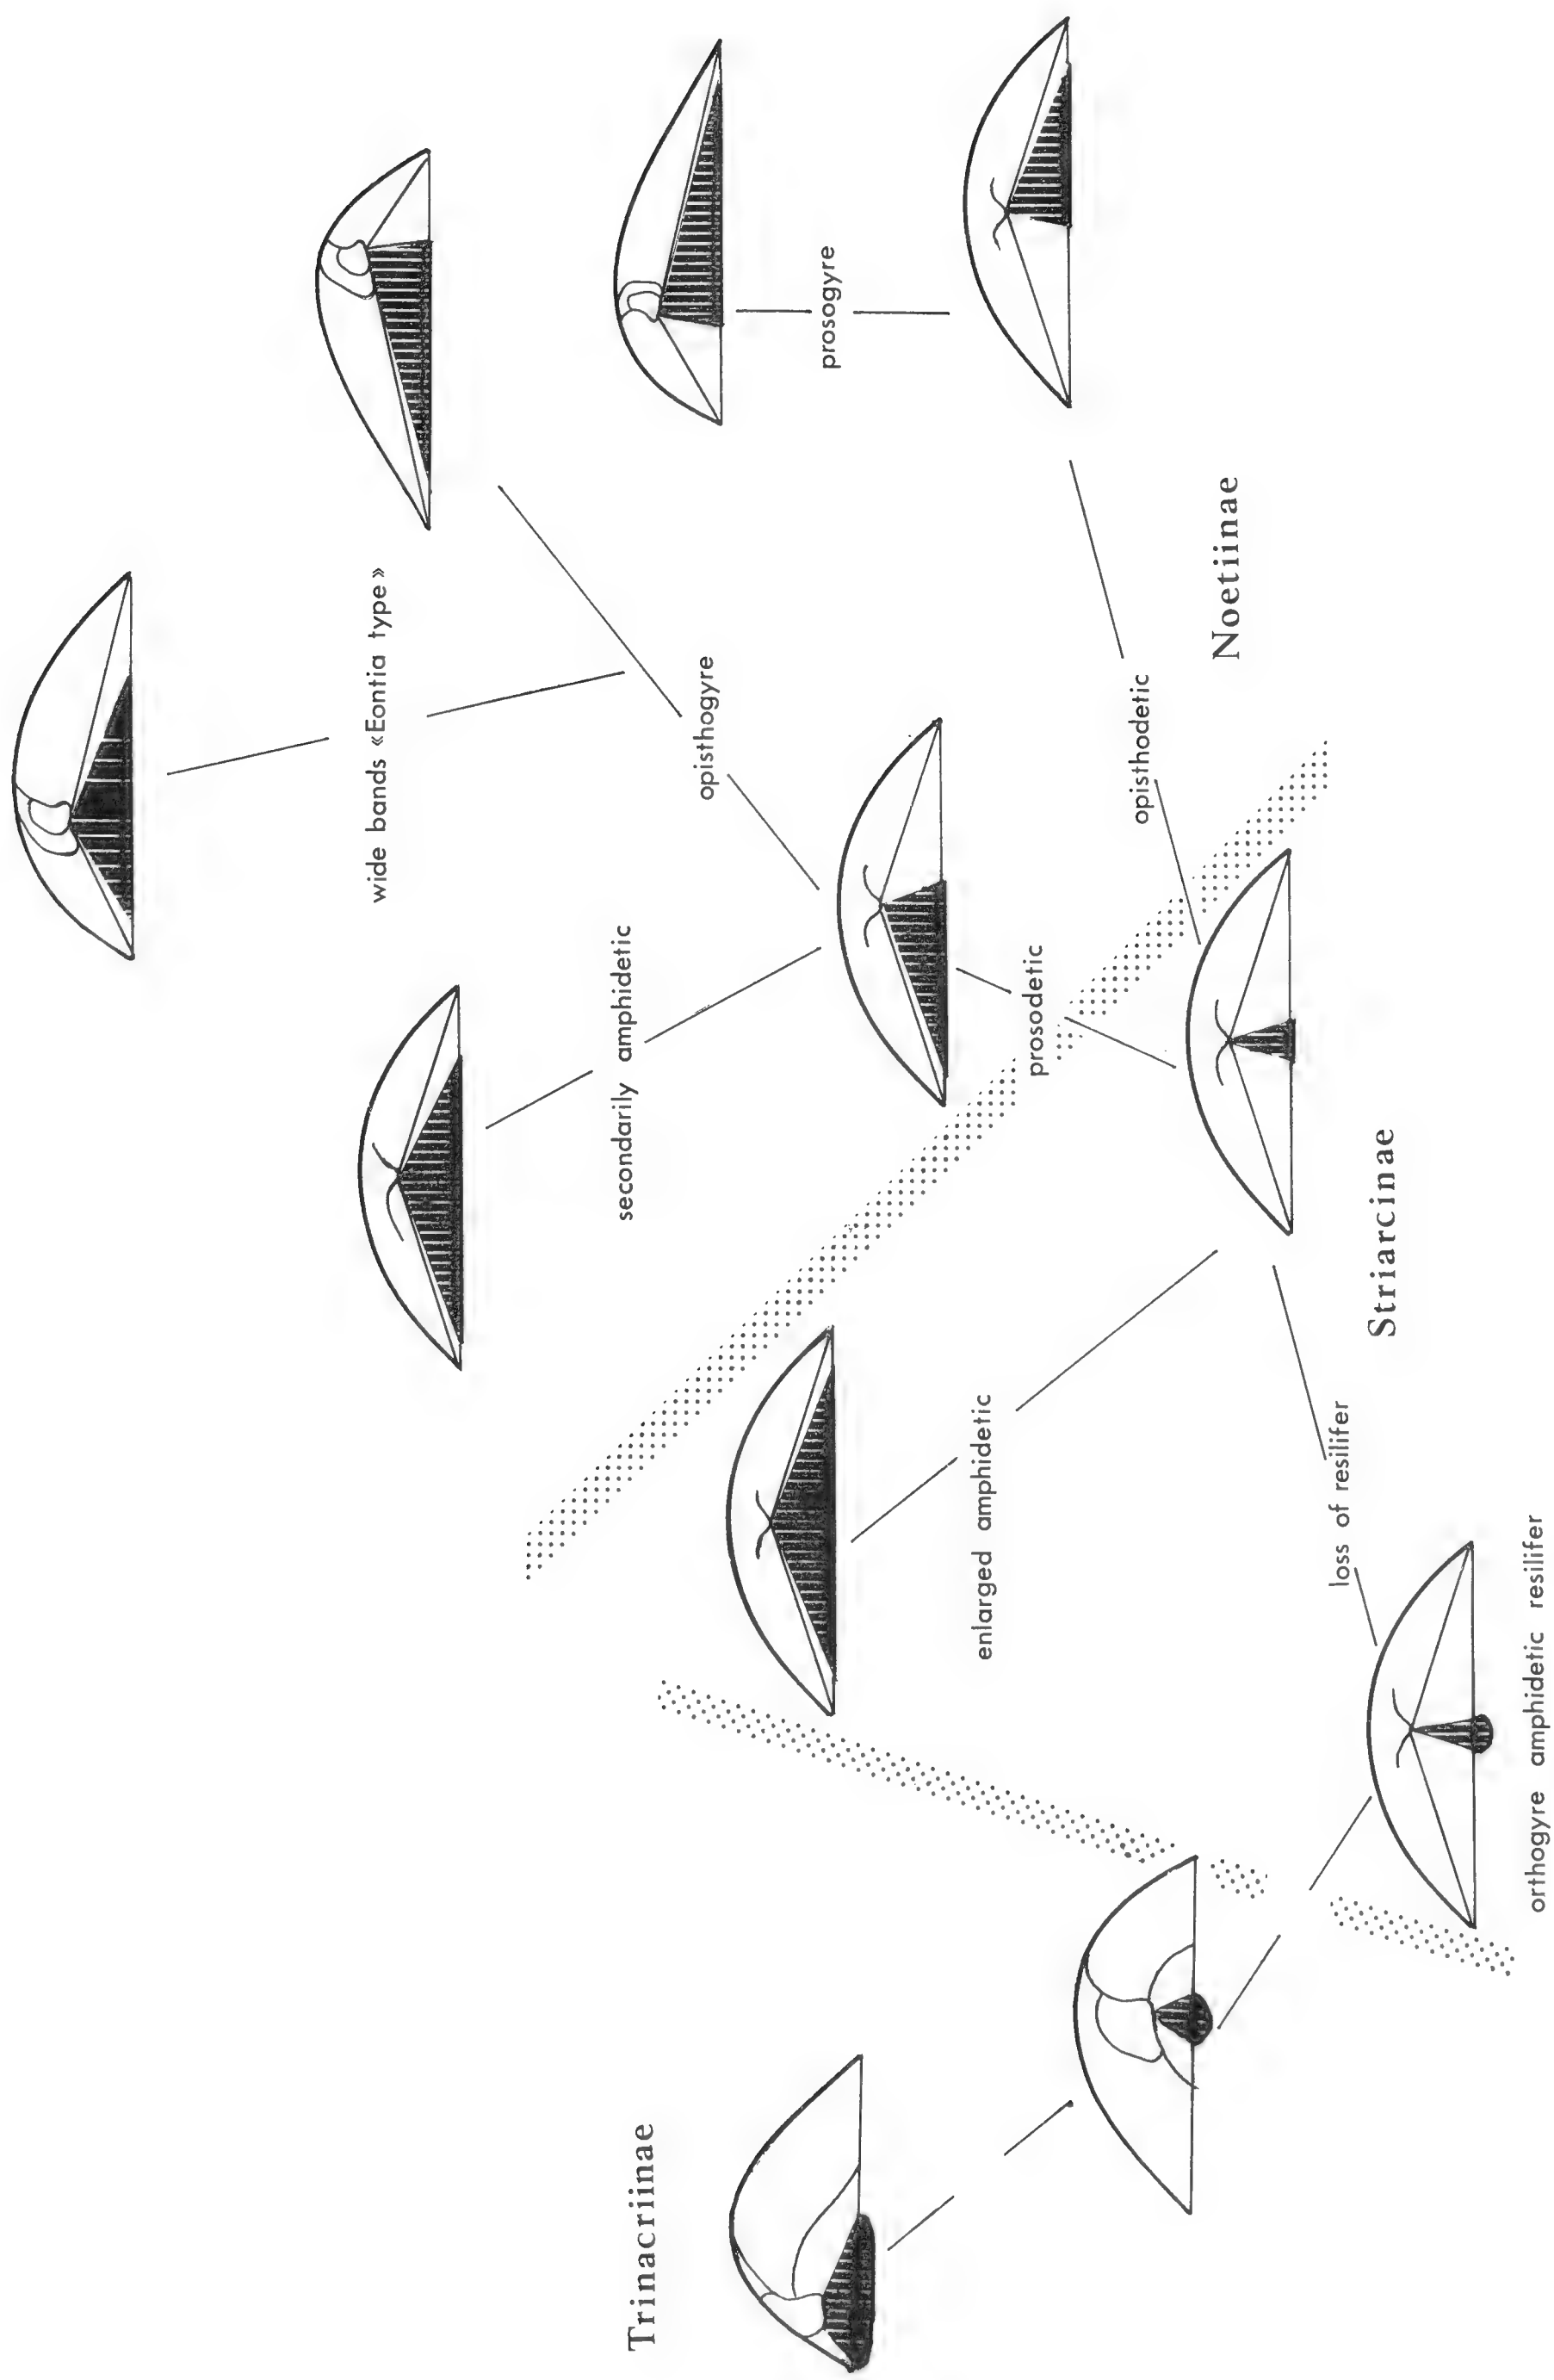 wide bands «Eontia type»
secondarily amphidetic
opisthogyre
prosogyre
Trinacriinae
enlarged amphidetic
prosodetic
opisthodetic
Noetiinae
loss of resilifer
Striarcinae
orthogyre amphidetic resilifer